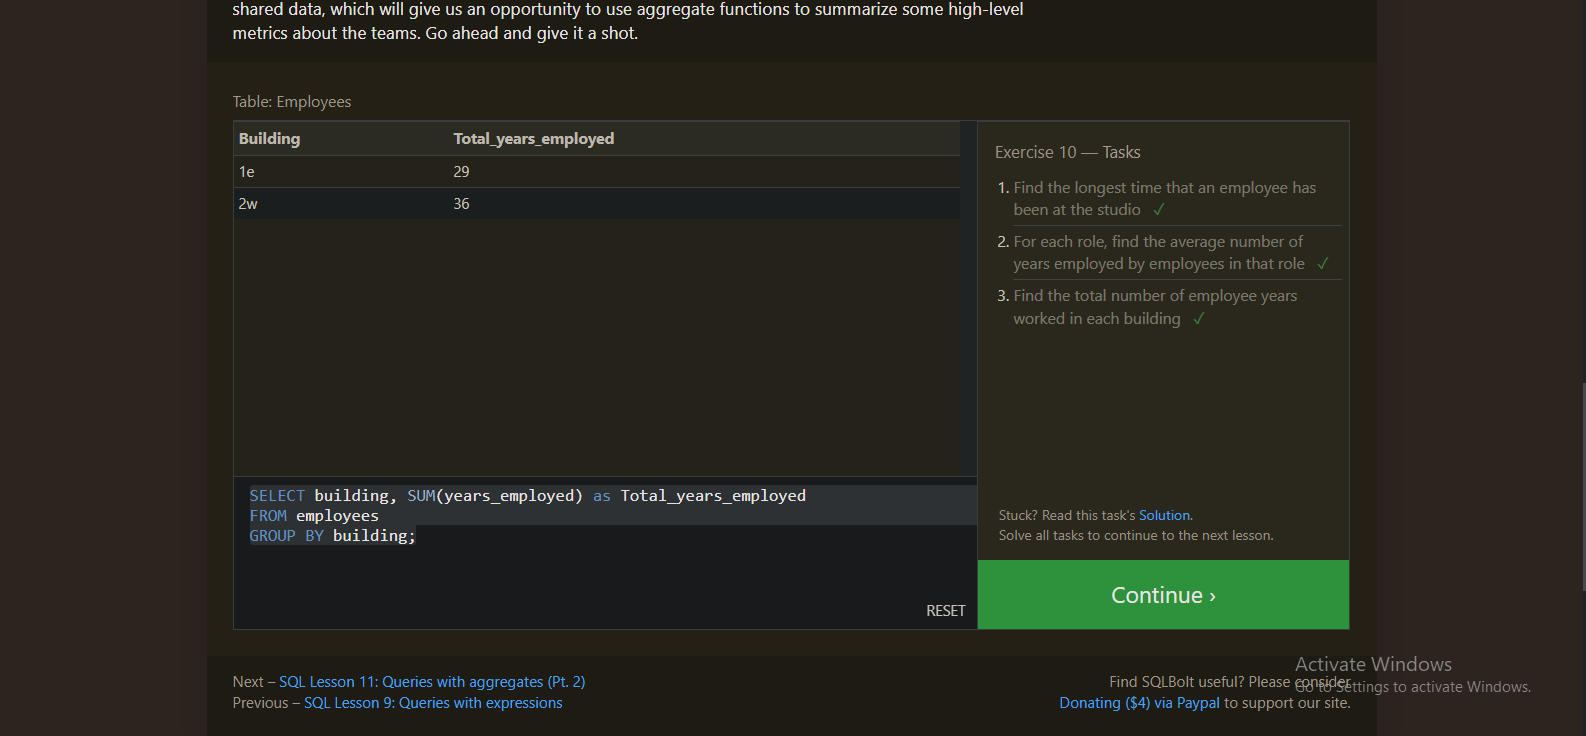 shared data, which will give us an opportunity to use aggregate functions to summarize some high-level
metrics about the teams. Go ahead and give it a shot.
Table: Employees
Building Total_years_employed
1e 29
2w 36
SELECT building, SUM(years_employed) as Total_years_employed
FROM employees
GROUP BY building;
RESET
Exercise 10 — Tasks
1. Find the longest time that an employee has
been at the studio ✓
2. For each role, find the average number of
years employed by employees in that role ✓
3. Find the total number of employee years
worked in each building ✓
Stuck? Read this task's Solution.
Solve all tasks to continue to the next lesson.
Continue ›
Next – SQL Lesson 11: Queries with aggregates (Pt. 2)
Previous – SQL Lesson 9: Queries with expressions
Find SQLBolt useful? Please consider
Donating ($4) via Paypal to support our site.
Activate Windows
Go to Settings to activate Windows.